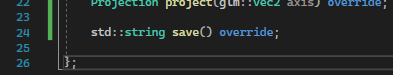 22 Projection project(glm::vec2 axis) override;
23
24 std::string save() override;
25
26 };